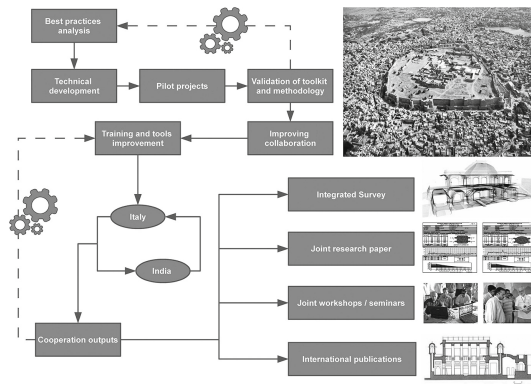 Best practices
analysis
Technical
development
Pilot projects
Validation of toolkit
and methodology
Training and tools
improvement
Improving
collaboration
Italy
India
Cooperation outputs
Integrated Survey
Joint research paper
Joint workshops / seminars
International publications